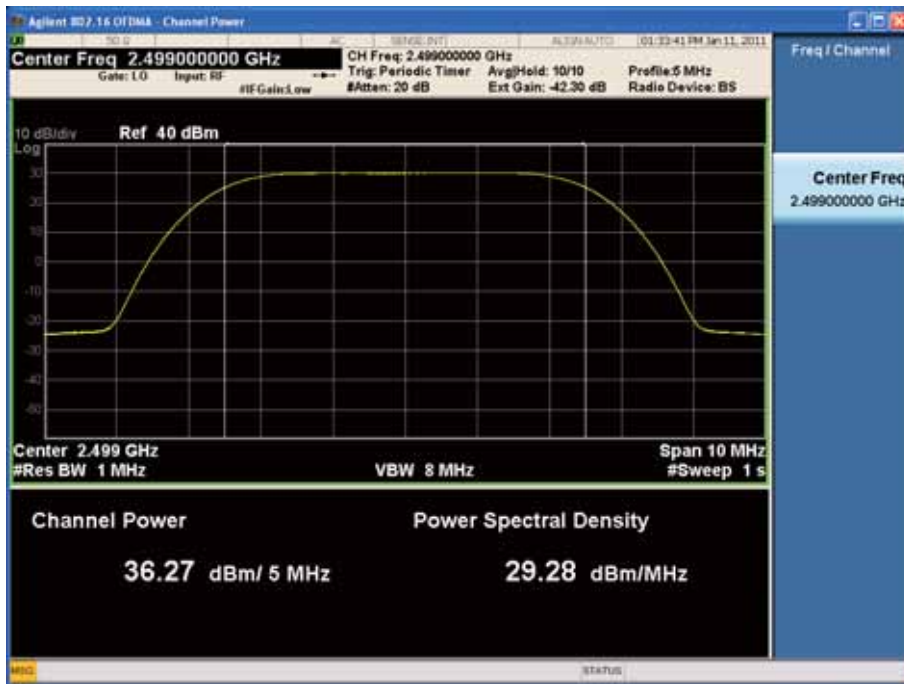 Agilent 802.16 OFDMA - Channel Power
50 Ω AC SENSE:INT ALIGN AUTO 01:33:41 PM Jan 11, 2011
Center Freq 2.499000000 GHz
Gate: LO Input: RF
#IFGain:Low
CH Freq: 2.499000000 GHz
Trig: Periodic Timer Avg|Hold: 10/10 Profile:5 MHz
#Atten: 20 dB Ext Gain: -42.30 dB Radio Device: BS
Freq / Channel
Center Freq
2.499000000 GHz
10 dB/div Ref 40 dBm
Log
30
20
10
0
-10
-20
-30
-40
Center 2.499 GHz Span 10 MHz
#Res BW 1 MHz VBW 8 MHz #Sweep 1 s
Channel Power Power Spectral Density
36.27 dBm/ 5 MHz 29.28 dBm/MHz
MSG STATUS